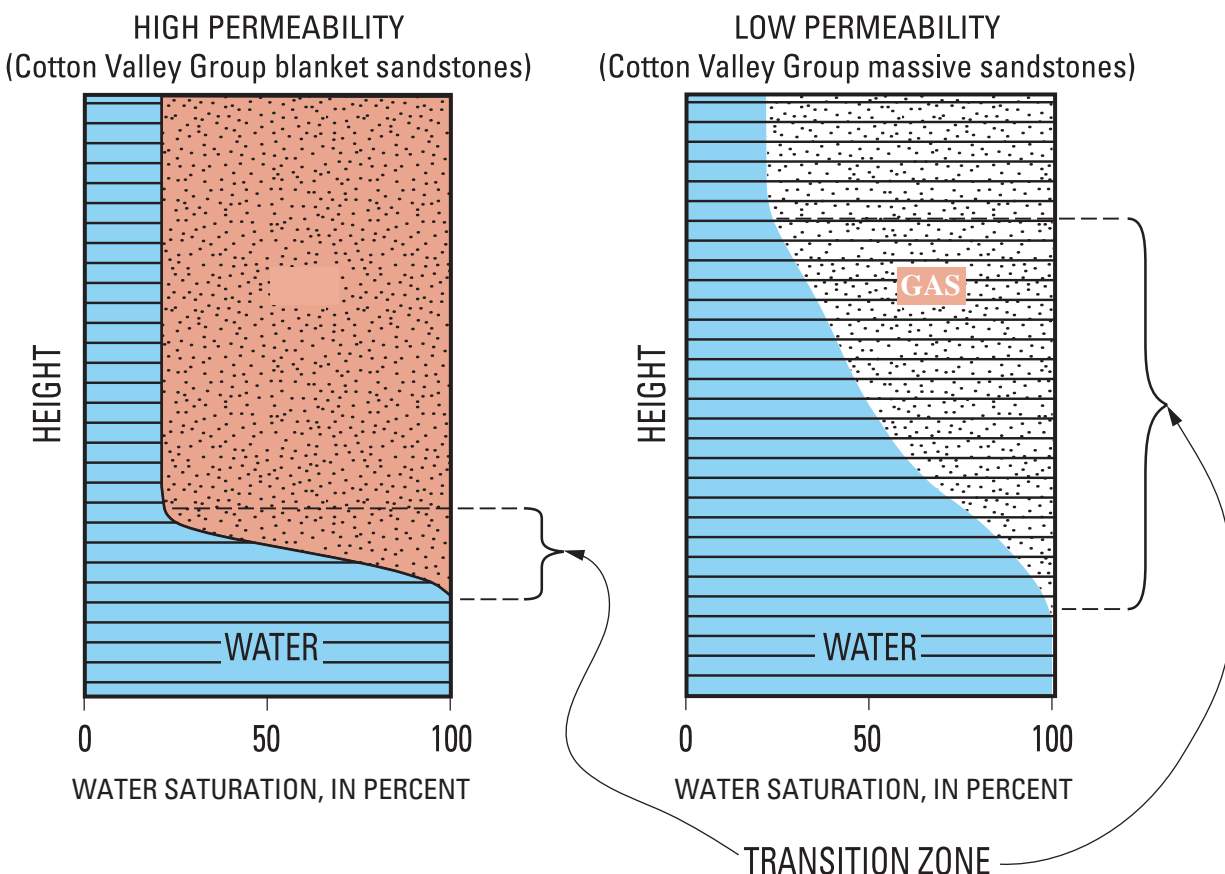 HIGH PERMEABILITY
(Cotton Valley Group blanket sandstones)
HEIGHT
WATER
0 50 100
WATER SATURATION, IN PERCENT
LOW PERMEABILITY
(Cotton Valley Group massive sandstones)
HEIGHT
GAS
WATER
0 50 100
WATER SATURATION, IN PERCENT
TRANSITION ZONE